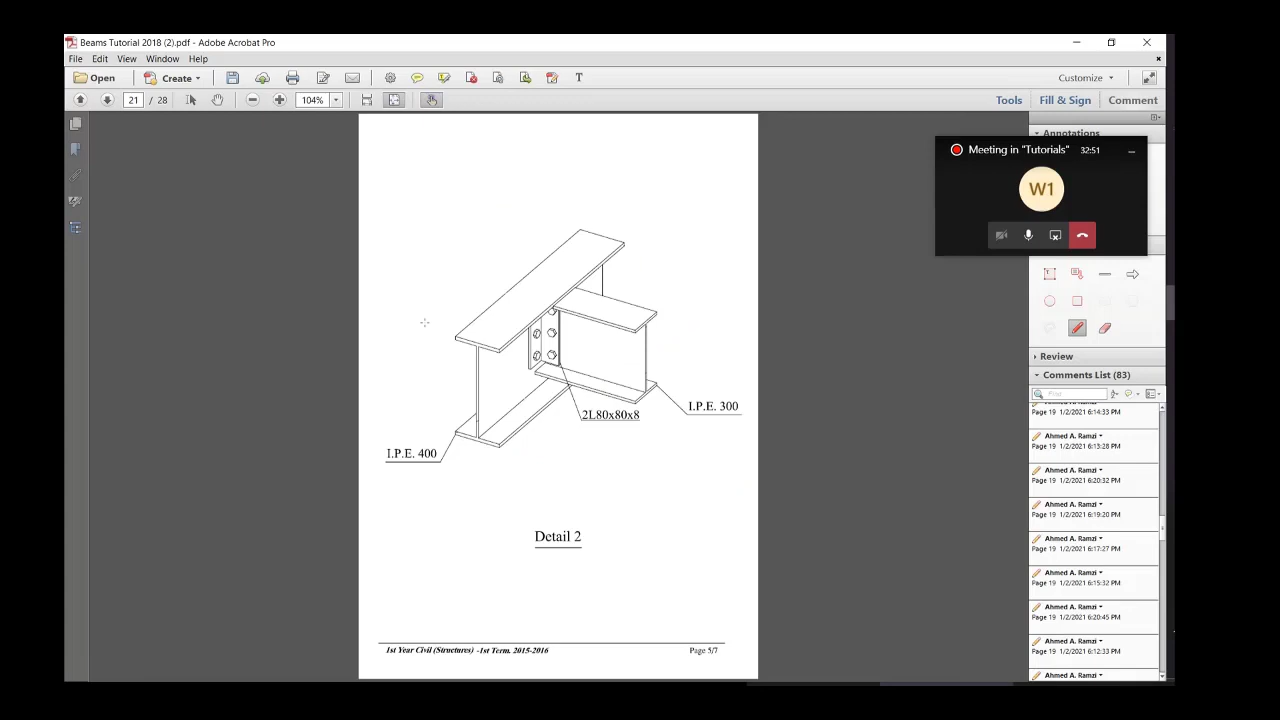 Beams Tutorial 2018 (2).pdf - Adobe Acrobat Pro
File Edit View Window Help
Open Create T Customize
21 / 28 104% Tools Fill & Sign Comment
Annotations
Meeting in "Tutorials" 32:51
W1
T
Review
Comments List (83)
Find
Page 19 1/2/2021 6:14:33 PM
Ahmed A. Ramzi
Page 19 1/2/2021 6:13:28 PM
Ahmed A. Ramzi
Page 19 1/2/2021 6:20:32 PM
Ahmed A. Ramzi
Page 19 1/2/2021 6:19:20 PM
Ahmed A. Ramzi
Page 19 1/2/2021 6:17:27 PM
Ahmed A. Ramzi
Page 19 1/2/2021 6:15:32 PM
Ahmed A. Ramzi
Page 19 1/2/2021 6:20:45 PM
Ahmed A. Ramzi
Page 19 1/2/2021 6:12:33 PM
Ahmed A. Ramzi
I.P.E. 300
2L80x80x8
I.P.E. 400
Detail 2
1st Year Civil (Structures) -1st Term. 2015-2016 Page 5/7